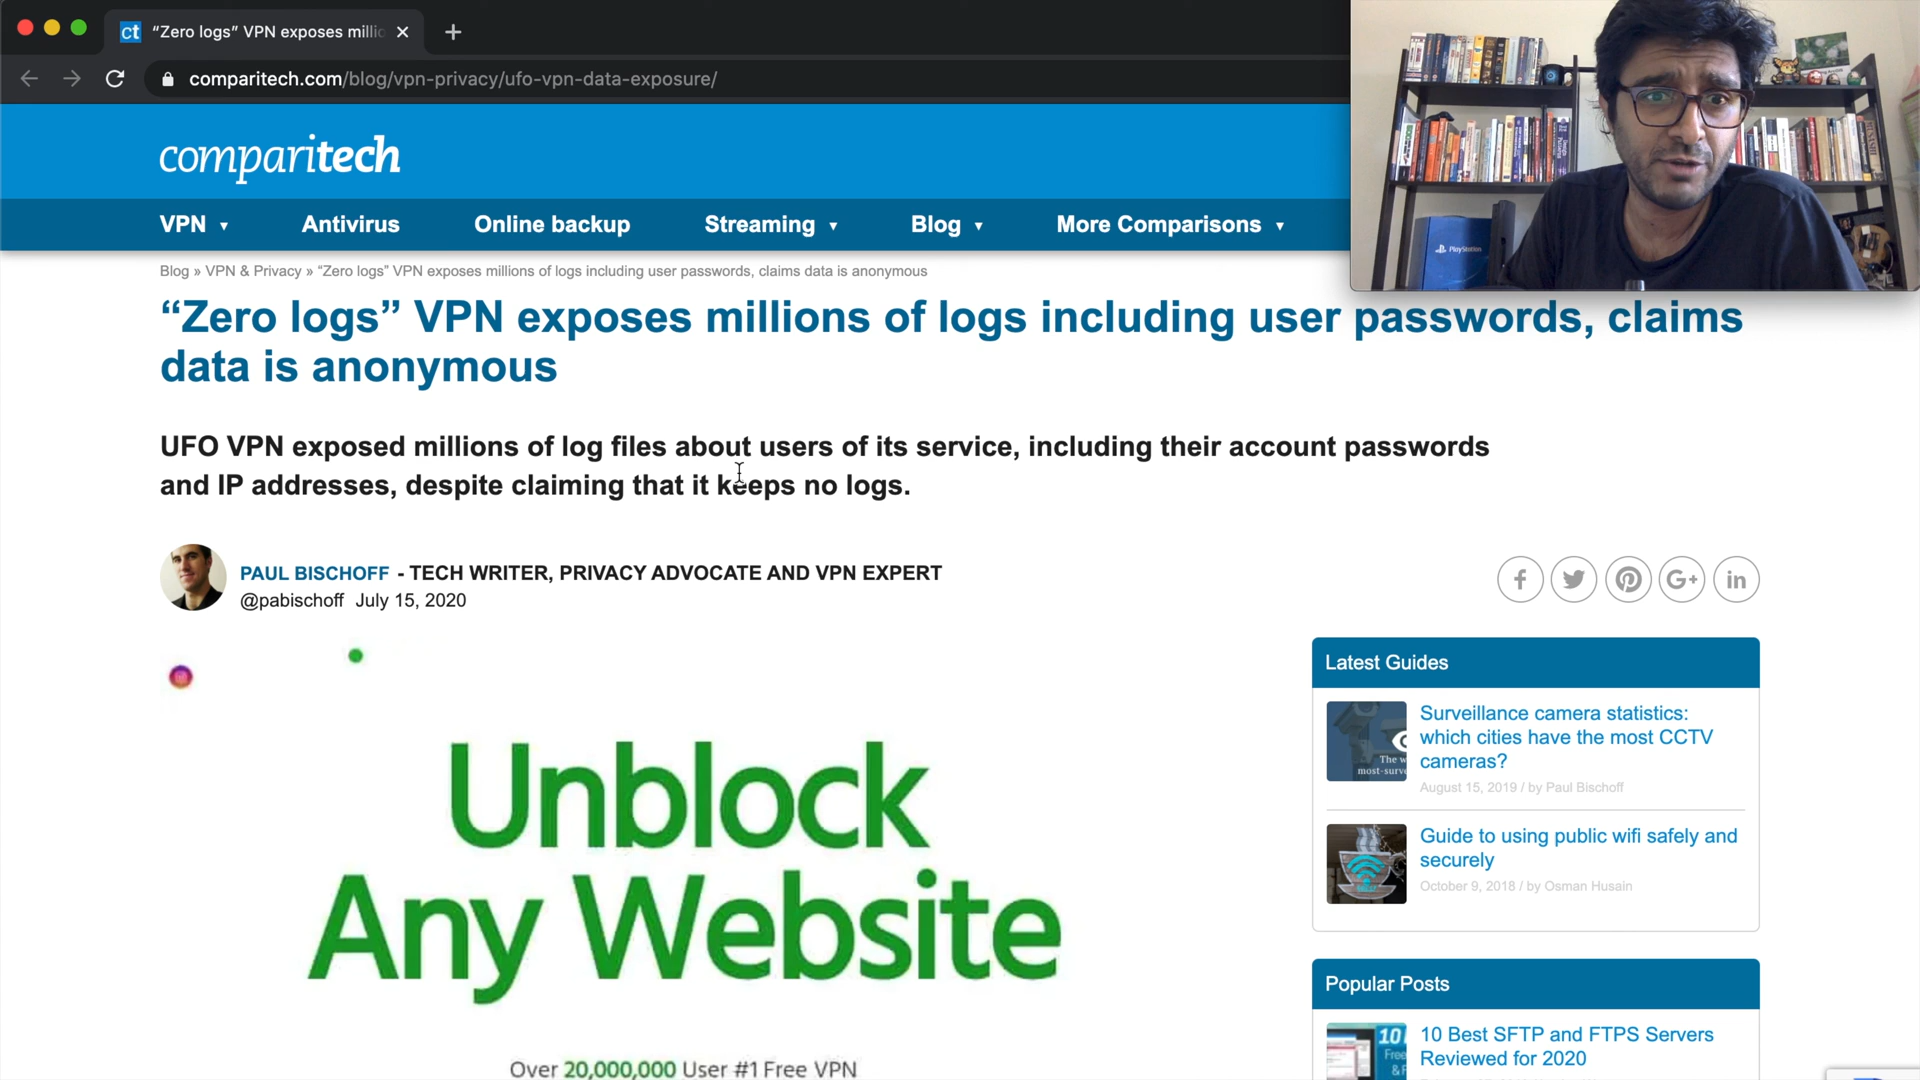 “Zero logs” VPN exposes millio
comparitech.com/blog/vpn-privacy/ufo-vpn-data-exposure/
comparitech
VPN Antivirus Online backup Streaming Blog More Comparisons
PlayStation
Blog » VPN & Privacy » “Zero logs” VPN exposes millions of logs including user passwords, claims data is anonymous
“Zero logs” VPN exposes millions of logs including user passwords, claims
data is anonymous
UFO VPN exposed millions of log files about users of its service, including their account passwords
and IP addresses, despite claiming that it keeps no logs.
PAUL BISCHOFF - TECH WRITER, PRIVACY ADVOCATE AND VPN EXPERT
@pabischoff July 15, 2020
Unblock
Any Website
Over 20,000,000 User #1 Free VPN
Latest Guides
The w
most-surve
Surveillance camera statistics:
which cities have the most CCTV
cameras?
August 15, 2019 / by Paul Bischoff
Guide to using public wifi safely and
securely
October 9, 2018 / by Osman Husain
Popular Posts
10
Free
& F
10 Best SFTP and FTPS Servers
Reviewed for 2020